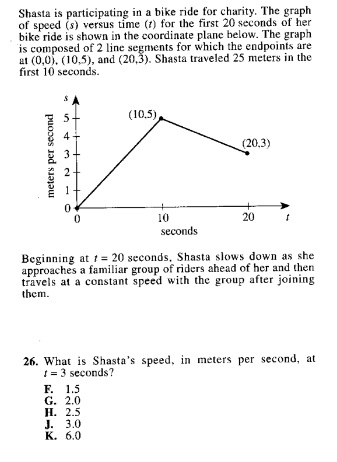 Shasta is participating in a bike ride for charity. The graph
of speed (s) versus time (t) for the first 20 seconds of her
bike ride is shown in the coordinate plane below. The graph
is composed of 2 line segments for which the endpoints are
at (0,0), (10,5), and (20,3). Shasta traveled 25 meters in the
first 10 seconds.
s
meters per second
5
4
3
2
1
0
(10,5)
(20,3)
0 10 20 t
seconds
Beginning at t = 20 seconds, Shasta slows down as she
approaches a familiar group of riders ahead of her and then
travels at a constant speed with the group after joining
them.
26. What is Shasta's speed, in meters per second, at
t = 3 seconds?
F. 1.5
G. 2.0
H. 2.5
J. 3.0
K. 6.0